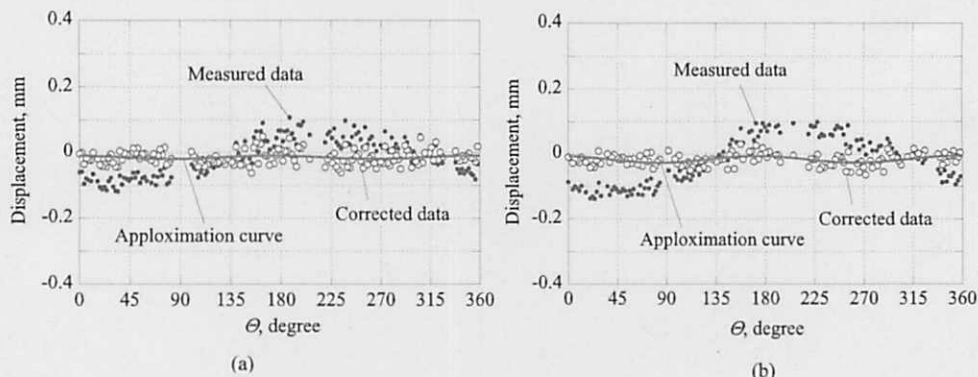 0.4
0.2
0
-0.2
-0.4
Displacement, mm
Measured data
Corrected data
Apploximation curve
0 45 90 135 180 225 270 315 360
Θ, degree
(a)
0.4
0.2
0
-0.2
-0.4
Displacement, mm
Measured data
Corrected data
Apploximation curve
0 45 90 135 180 225 270 315 360
Θ, degree
(b)